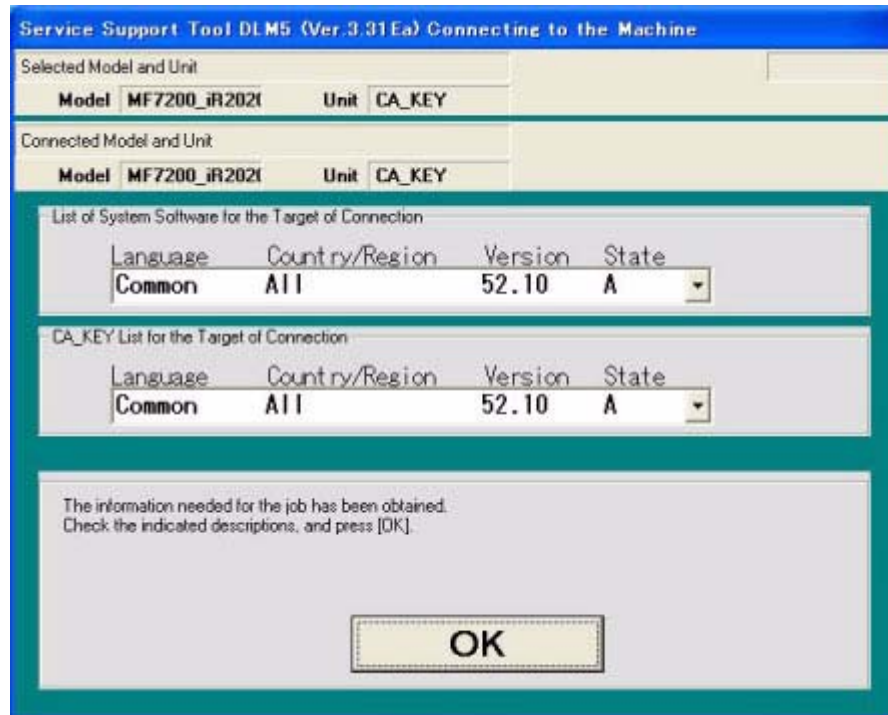 Service Support Tool DLM5 (Ver.3.31Ea) Connecting to the Machine
Selected Model and Unit
Model MF7200_iR202( Unit CA_KEY
Connected Model and Unit
Model MF7200_iR202( Unit CA_KEY
List of System Software for the Target of Connection
Language Country/Region Version State
Common All 52.10 A
CA_KEY List for the Target of Connection
Language Country/Region Version State
Common All 52.10 A
The information needed for the job has been obtained.
Check the indicated descriptions, and press [OK].
OK